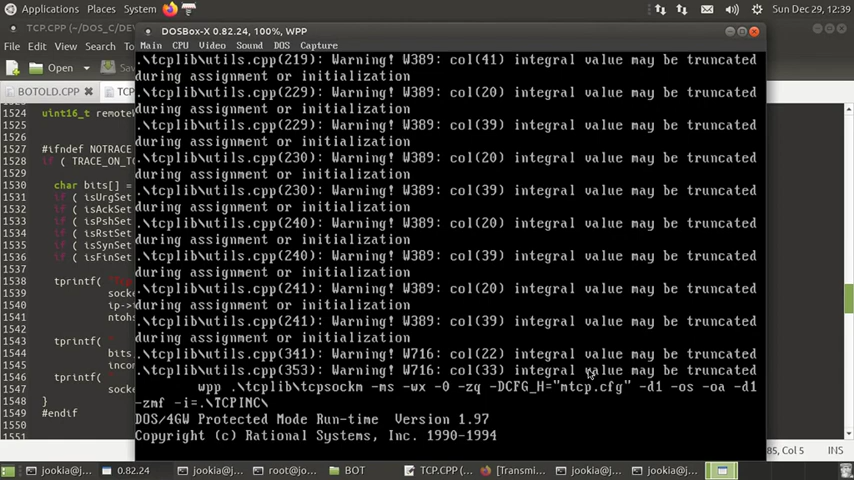 Applications Places System
Sun Dec 29, 12:39
TCP.CPP (~/DOS_C/DEV
DOSBox-X 0.82.24, 100%, WPP
File Edit
Main CPU Video Sound DOS Capture
Open
BOTOLD.CPP
1524 uint16_t remoteW
1525
1526
1527 #ifndef NOTRACE
1528 if ( TRACE_ON_TC
1529
1530 char bits[] =
1531 if ( isUrgSet
1532 if ( isAckSet
1533 if ( isPshSet
1534 if ( isRstSet
1535 if ( isSynSet
1536 if ( isFinSet
1537
1538 tprintf( "Tcp
1539 socke
1540 ip->t
1541 ntohs
1542
1543 tprintf( "
1544 bits,
1545 incom
1546
1547 tprintf( "
1548 socke
1549 }
1550 #endif
.\tcplib\utils.cpp(219): Warning! W389: col(41) integral value may be truncated
during assignment or initialization
.\tcplib\utils.cpp(229): Warning! W389: col(20) integral value may be truncated
during assignment or initialization
.\tcplib\utils.cpp(229): Warning! W389: col(39) integral value may be truncated
during assignment or initialization
.\tcplib\utils.cpp(230): Warning! W389: col(20) integral value may be truncated
during assignment or initialization
.\tcplib\utils.cpp(230): Warning! W389: col(39) integral value may be truncated
during assignment or initialization
.\tcplib\utils.cpp(240): Warning! W389: col(20) integral value may be truncated
during assignment or initialization
.\tcplib\utils.cpp(240): Warning! W389: col(39) integral value may be truncated
during assignment or initialization
.\tcplib\utils.cpp(241): Warning! W389: col(20) integral value may be truncated
during assignment or initialization
.\tcplib\utils.cpp(241): Warning! W389: col(39) integral value may be truncated
during assignment or initialization
.\tcplib\utils.cpp(341): Warning! W716: col(22) integral value may be truncated
.\tcplib\utils.cpp(353): Warning! W716: col(33) integral value may be truncated
wpp .\tcplib\tcpsockm -ms -wx -0 -zq -DCFG_H="mtcp.cfg" -d1 -os -oa -d1
-zmf -i=.\TCPINC\
DOS/4GW Protected Mode Run-time Version 1.97
Copyright (c) Rational Systems, Inc. 1990-1994
85, Col 5 INS
jookia@j... 0.82.24 jookia@j... root@jo... BOT TCP.CPP (... [Transmi... jookia@j... jookia@j...